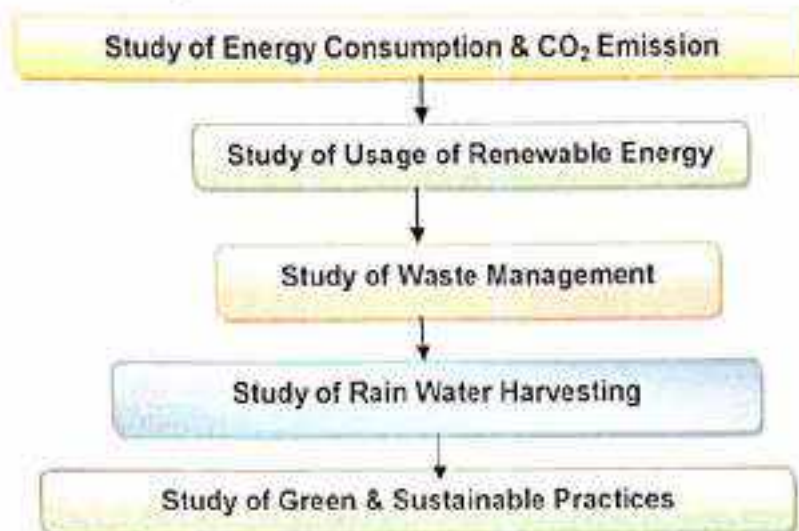 Study of Energy Consumption & CO₂ Emission
Study of Usage of Renewable Energy
Study of Waste Management
Study of Rain Water Harvesting
Study of Green & Sustainable Practices